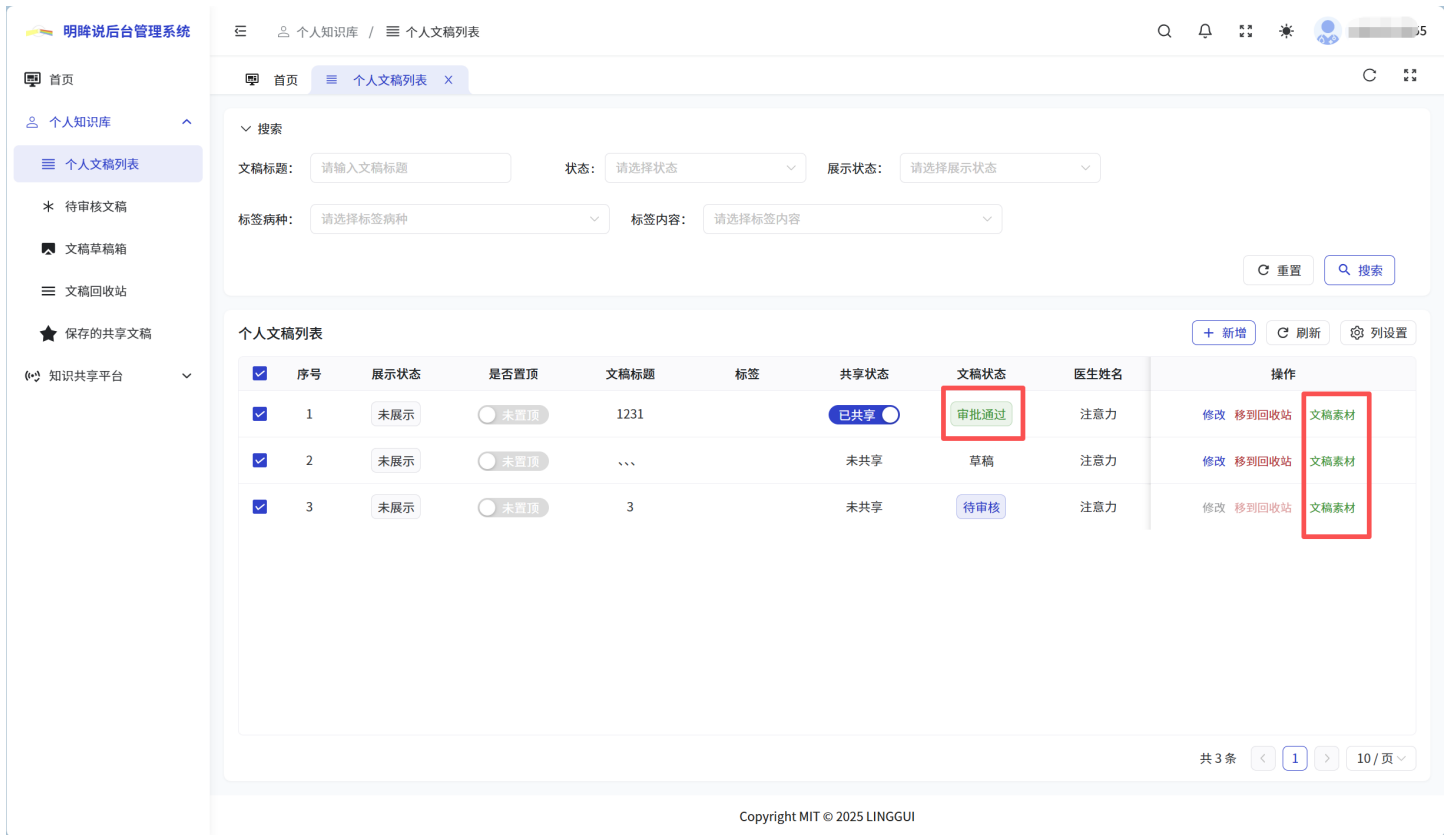 明眸说后台管理系统
个人知识库 / 个人文稿列表
首页
个人知识库
个人文稿列表
待审核文稿
文稿草稿箱
文稿回收站
保存的共享文稿
知识共享平台
首页 个人文稿列表 X
搜索
文稿标题: 请输入文稿标题 状态: 请选择状态 展示状态: 请选择展示状态
标签病种: 请选择标签病种 标签内容: 请选择标签内容
重置 搜索
个人文稿列表 新增 刷新 列设置
序号 展示状态 是否置顶 文稿标题 标签 共享状态 文稿状态 医生姓名 操作
1 未展示 未置顶 1231 已共享 审批通过 注意力 修改 移到回收站 文稿素材
2 未展示 未置顶 、、、 未共享 草稿 注意力 修改 移到回收站 文稿素材
3 未展示 未置顶 3 未共享 待审核 注意力 修改 移到回收站 文稿素材
共 3 条 1 10 / 页
Copyright MIT © 2025 LINGGUI